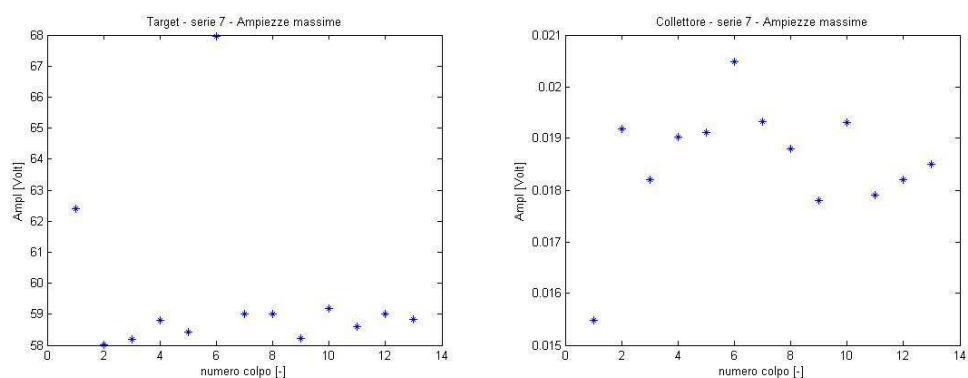 Target - serie 7 - Ampiezze massime
68
67
66
65
64
63
62
61
60
59
58
Ampl [Volt]
0 2 4 6 8 10 12 14
numero colpo [-]
Collettore - serie 7 - Ampiezze massime
0.021
0.02
0.019
0.018
0.017
0.016
0.015
Ampl [Volt]
0 2 4 6 8 10 12 14
numero colpo [-]